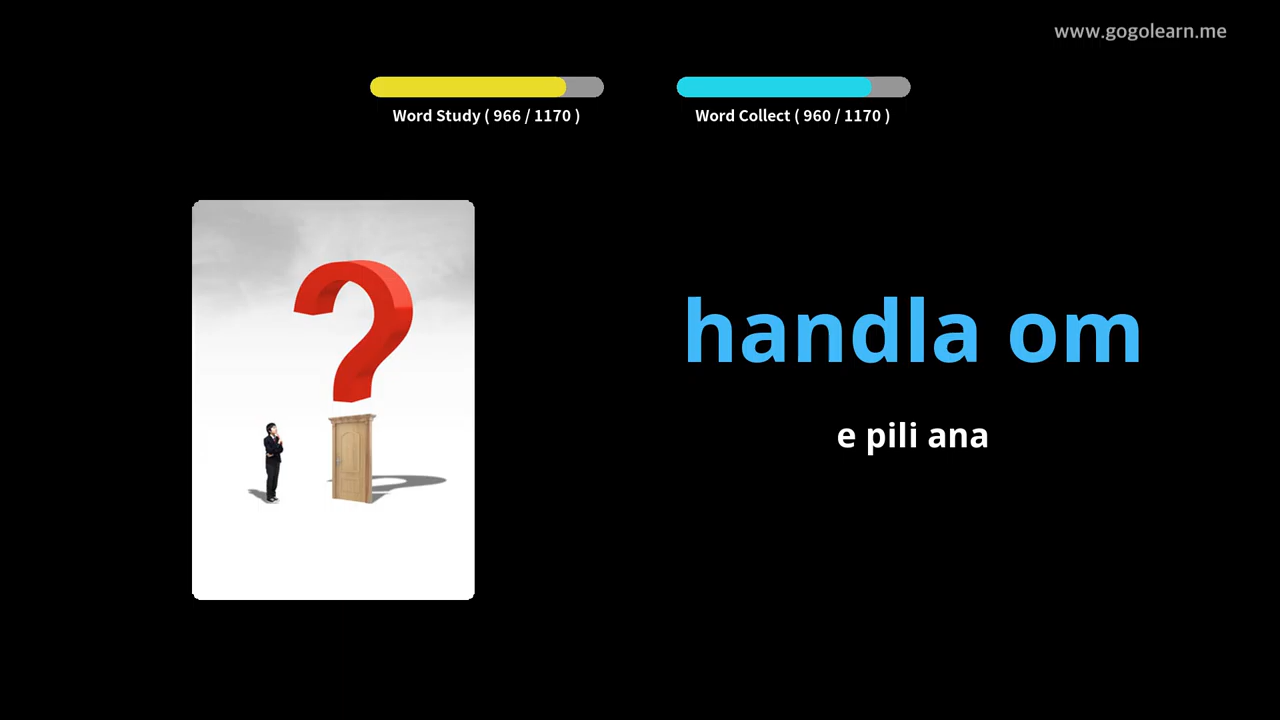 www.gogolearn.me
Word Study ( 966 / 1170 )
Word Collect ( 960 / 1170 )
?
handla om
e pili ana